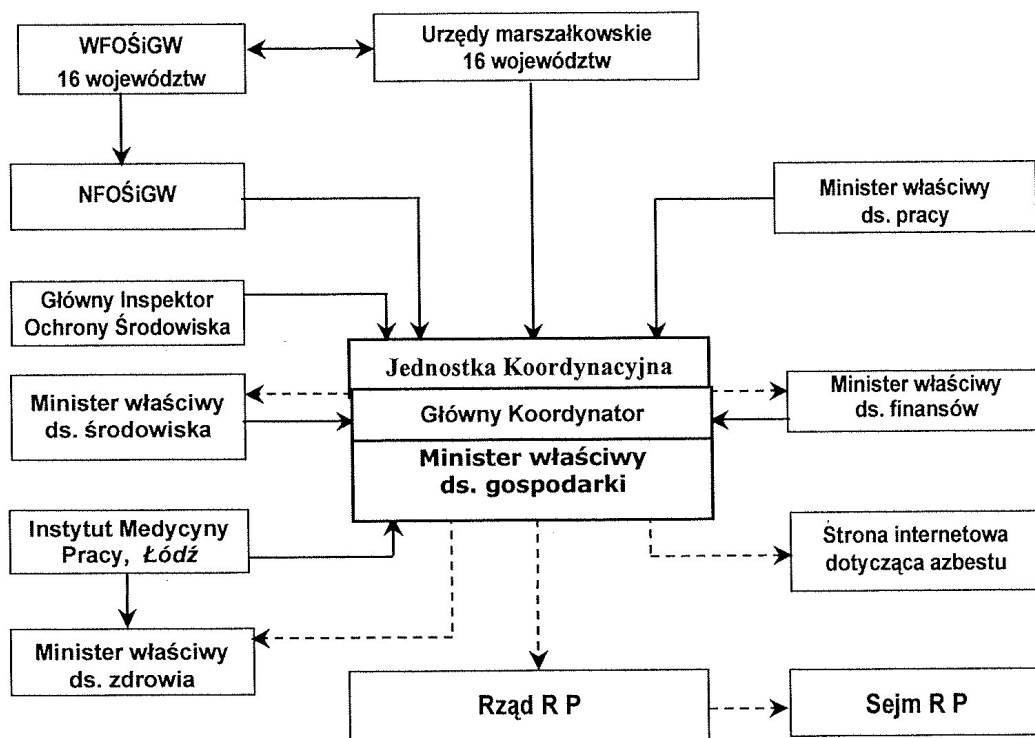 WFOŚiGW
16 województw
Urzędy marszałkowskie
16 województw
NFOŚiGW
Minister właściwy
ds. pracy
Główny Inspektor
Ochrony Środowiska
Jednostka Koordynacyjna
Minister właściwy
ds. środowiska
Główny Koordynator
Minister właściwy
ds. finansów
Minister właściwy
ds. gospodarki
Instytut Medycyny
Pracy, Łódź
Strona internetowa
dotycząca azbestu
Minister właściwy
ds. zdrowia
Rząd R P
Sejm R P